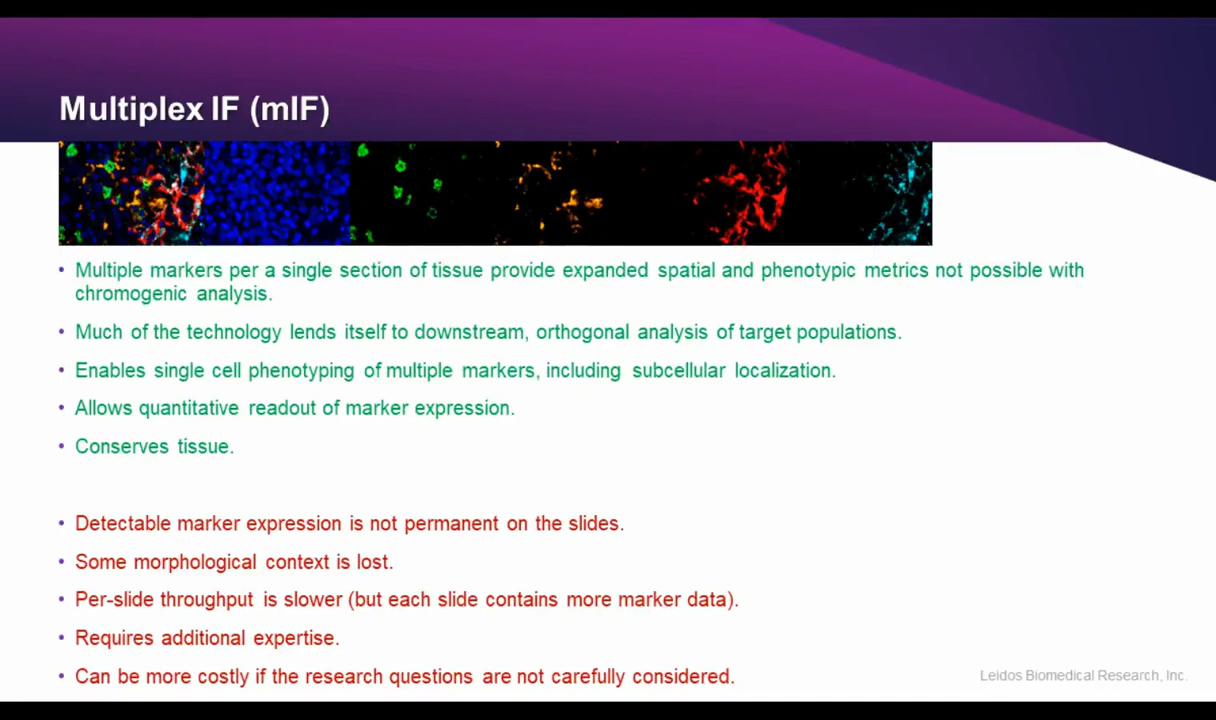 Multiplex IF (mIF)
• Multiple markers per a single section of tissue provide expanded spatial and phenotypic metrics not possible with
chromogenic analysis.
• Much of the technology lends itself to downstream, orthogonal analysis of target populations.
• Enables single cell phenotyping of multiple markers, including subcellular localization.
• Allows quantitative readout of marker expression.
• Conserves tissue.
• Detectable marker expression is not permanent on the slides.
• Some morphological context is lost.
• Per-slide throughput is slower (but each slide contains more marker data).
• Requires additional expertise.
• Can be more costly if the research questions are not carefully considered.
Leidos Biomedical Research, Inc.